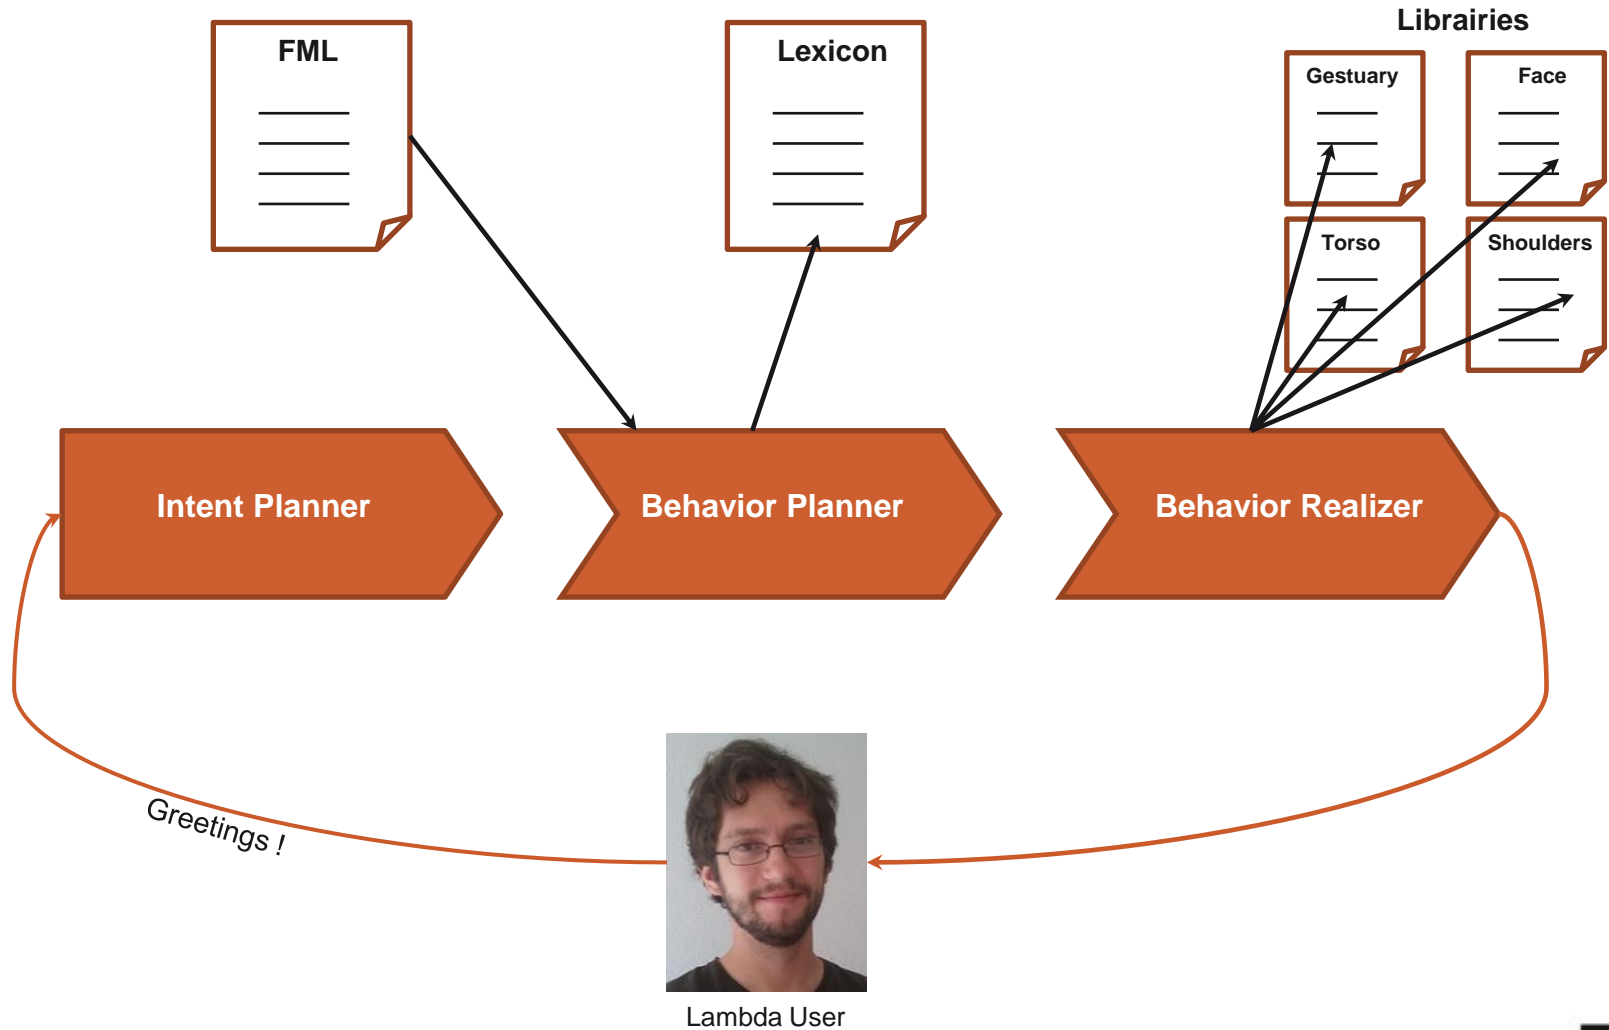 Librairies
FML
Lexicon
Gestuary
Face
Torso
Shoulders
Intent Planner
Behavior Planner
Behavior Realizer
Greetings !
Lambda User